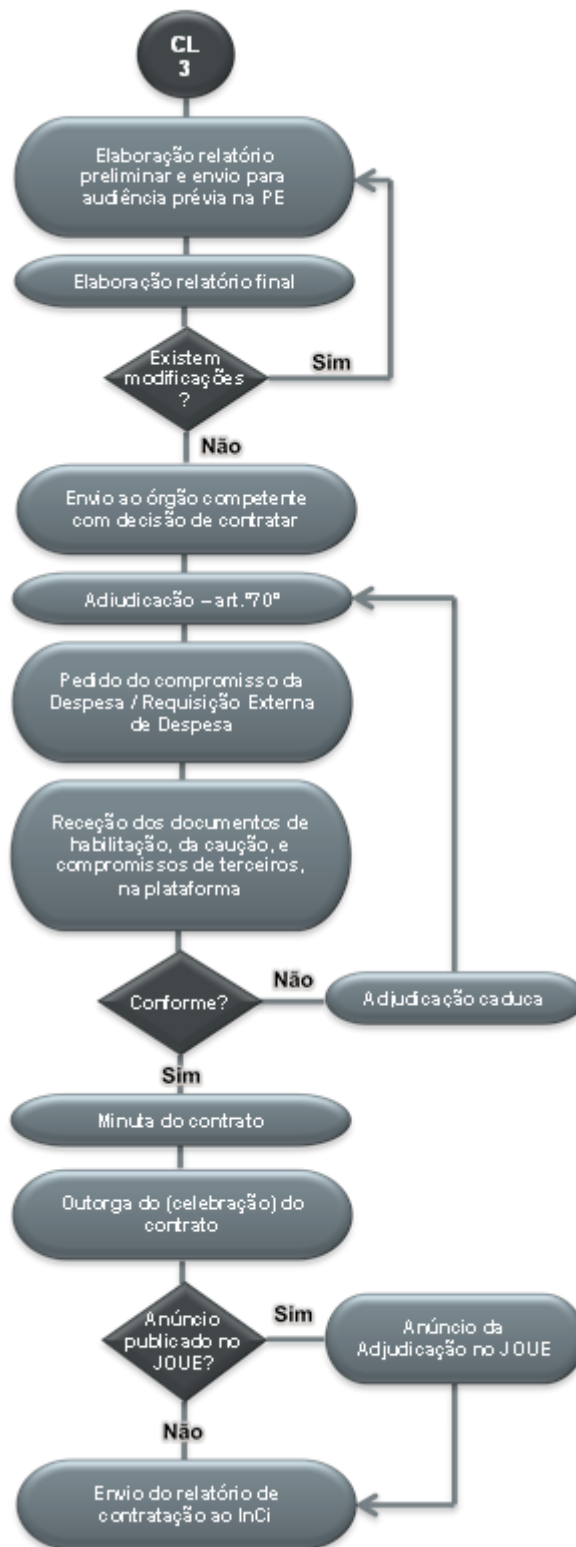 CL
3
Elaboração relatório
preliminar e envio para
audiência prévia na PE
Elaboração relatório final
Existem
modificações
?
Sim
Não
Envio ao órgão competente
com decisão de contratar
Adjudicação – art.º70º
Pedido do compromisso da
Despesa / Requisição Externa
de Despesa
Receção dos documentos de
habilitação, da caução, e
compromissos de terceiros,
na plataforma
Conforme?
Não
Adjudicação caduca
Sim
Minuta do contrato
Outorga do (celebração) do
contrato
Anúncio
publicado no
JOUE?
Sim
Anúncio da
Adjudicação no JOUE
Não
Envio do relatório de
contratação ao InCi